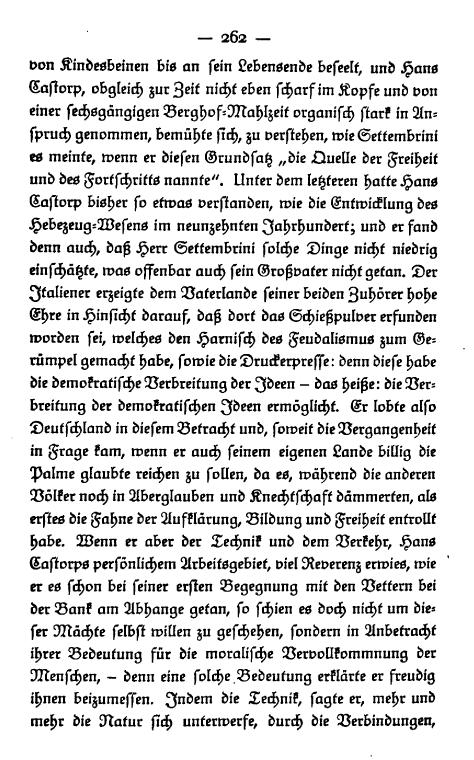 — 262 —
von Kindesbeinen bis an sein Lebensende beseelt, und Hans
Castorp, obgleich zur Zeit nicht eben scharf im Kopfe und von
einer sechsgängigen Berghof-Mahlzeit organisch stark in An-
spruch genommen, bemühte sich, zu verstehen, wie Settembrini
es meinte, wenn er diesen Grundsatz „die Quelle der Freiheit
und des Fortschritts nannte“. Unter dem letzteren hatte Hans
Castorp bisher so etwas verstanden, wie die Entwicklung des
Hebezeug-Wesens im neunzehnten Jahrhundert; und er fand
denn auch, daß Herr Settembrini solche Dinge nicht niedrig
einschätzte, was offenbar auch sein Großvater nicht getan. Der
Italiener erzeigte dem Vaterlande seiner beiden Zuhörer hohe
Ehre in Hinsicht darauf, daß dort das Schießpulver erfunden
worden sei, welches den Harnisch des Feudalismus zum Ge-
rümpel gemacht habe, sowie die Druckerpresse: denn diese habe
die demokratische Verbreitung der Ideen – das heiße: die Ver-
breitung der demokratischen Ideen ermöglicht. Er lobte also
Deutschland in diesem Betracht und, soweit die Vergangenheit
in Frage kam, wenn er auch seinem eigenen Lande billig die
Palme glaubte reichen zu sollen, da es, während die anderen
Völker noch in Aberglauben und Knechtschaft dämmerten, als
erstes die Fahne der Aufklärung, Bildung und Freiheit entrollt
habe. Wenn er aber der Technik und dem Verkehr, Hans
Castorps persönlichem Arbeitsgebiet, viel Reverenz erwies, wie
er es schon bei seiner ersten Begegnung mit den Vettern bei
der Bank am Abhange getan, so schien es doch nicht um die-
ser Mächte selbst willen zu geschehen, sondern in Anbetracht
ihrer Bedeutung für die moralische Vervollkommnung der
Menschen, – denn eine solche Bedeutung erklärte er freudig
ihnen beizumessen. Indem die Technik, sagte er, mehr und
mehr die Natur sich unterwerfe, durch die Verbindungen,